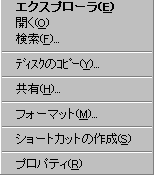 エクスプローラ(E)
開く(O)
検索(F)...
ﾃﾞｨｽｸのｺﾋﾟｰ(Y)...
共有(H)...
フォーマット(M)...
ショートカットの作成(S)
プロパティ(R)